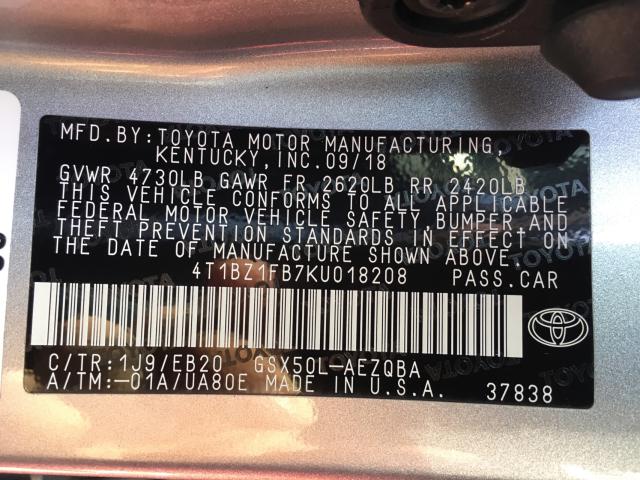 MFD.BY:TOYOTA MOTOR MANUFACTURING,
KENTUCKY, INC.09/18
GVWR 4730LB GAWR FR 2620LB RR 2420LB
THIS VEHICLE CONFORMS TO ALL APPLICABLE
FEDERAL MOTOR VEHICLE SAFETY, BUMPER AND
THEFT PREVENTION STANDARDS IN EFFECT ON
THE DATE OF MANUFACTURE SHOWN ABOVE.
4T1BZ1FB7KU018208 PASS.CAR
C/TR:1J9/EB20 GSX50L-AEZQBA
A/TM:-01A/UA80E MADE IN U.S.A. 37838